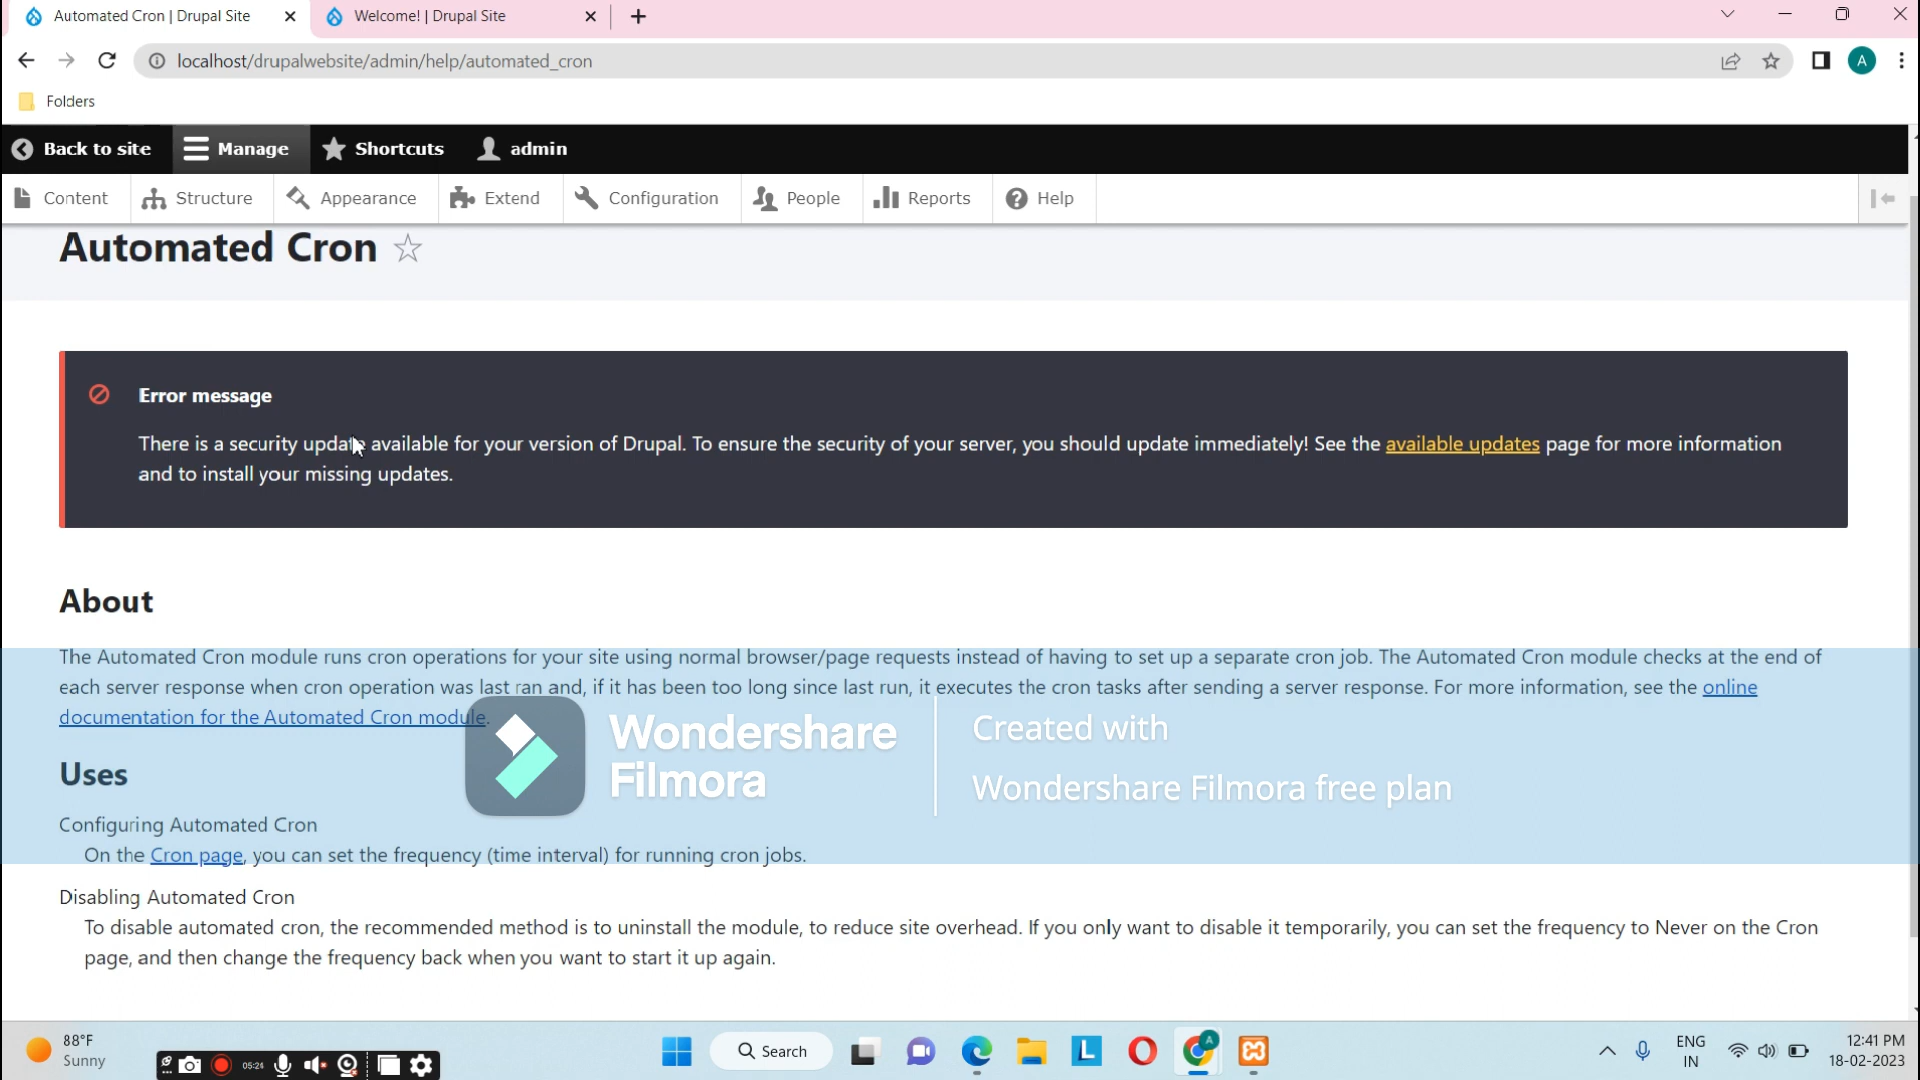 Automated Cron | Drupal Site
Welcome! | Drupal Site
localhost/drupalwebsite/admin/help/automated_cron
A
Folders
Back to site
Manage
Shortcuts
admin
Content
Structure
Appearance
Extend
Configuration
People
Reports
Help
Automated Cron
Error message
There is a security update available for your version of Drupal. To ensure the security of your server, you should update immediately! See the available updates page for more information
and to install your missing updates.
About
The Automated Cron module runs cron operations for your site using normal browser/page requests instead of having to set up a separate cron job. The Automated Cron module checks at the end of
each server response when cron operation was last ran and, if it has been too long since last run, it executes the cron tasks after sending a server response. For more information, see the online
documentation for the Automated Cron module.
Wondershare
Filmora
Created with
Wondershare Filmora free plan
Uses
Configuring Automated Cron
On the Cron page, you can set the frequency (time interval) for running cron jobs.
Disabling Automated Cron
To disable automated cron, the recommended method is to uninstall the module, to reduce site overhead. If you only want to disable it temporarily, you can set the frequency to Never on the Cron
page, and then change the frequency back when you want to start it up again.
88°F
Sunny
05:24
Search
L
A
ENG
IN
12:41 PM
18-02-2023